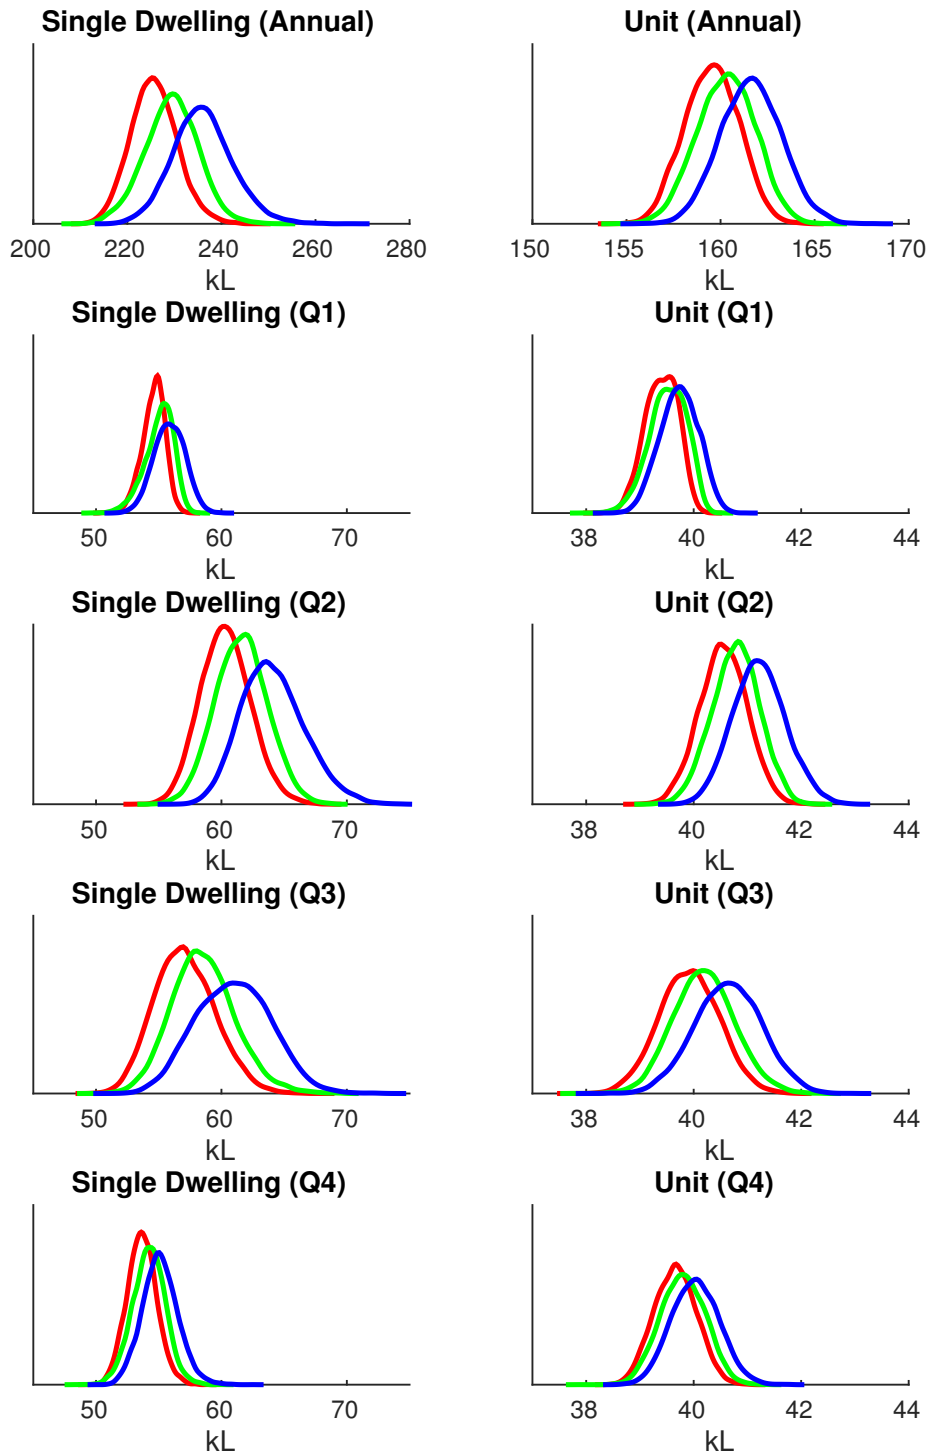 Single Dwelling (Annual) Unit (Annual)
200 220 240 260 280 150 155 160 165 170
kL kL
Single Dwelling (Q1) Unit (Q1)
50 60 70 38 40 42 44
kL kL
Single Dwelling (Q2) Unit (Q2)
50 60 70 38 40 42 44
kL kL
Single Dwelling (Q3) Unit (Q3)
50 60 70 38 40 42 44
kL kL
Single Dwelling (Q4) Unit (Q4)
50 60 70 38 40 42 44
kL kL